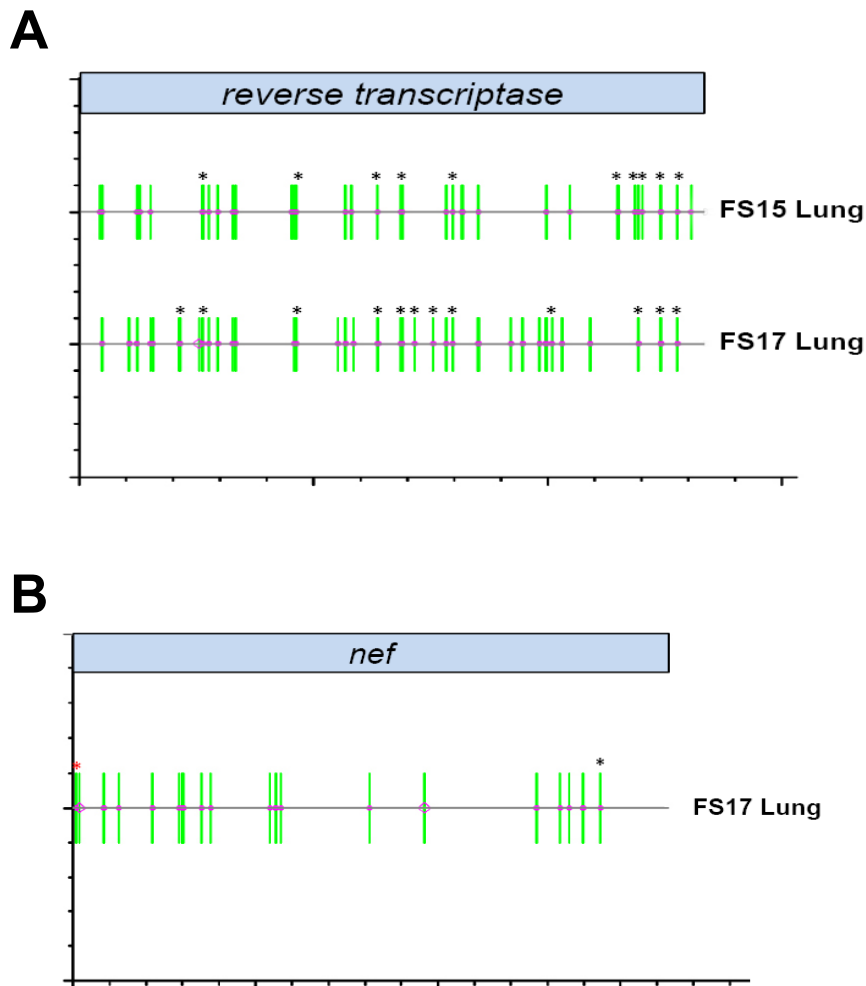 A
reverse transcriptase
* * * * * * * * * *
FS15 Lung
* * * * * * * * * * * *
FS17 Lung
B
nef
* *
FS17 Lung